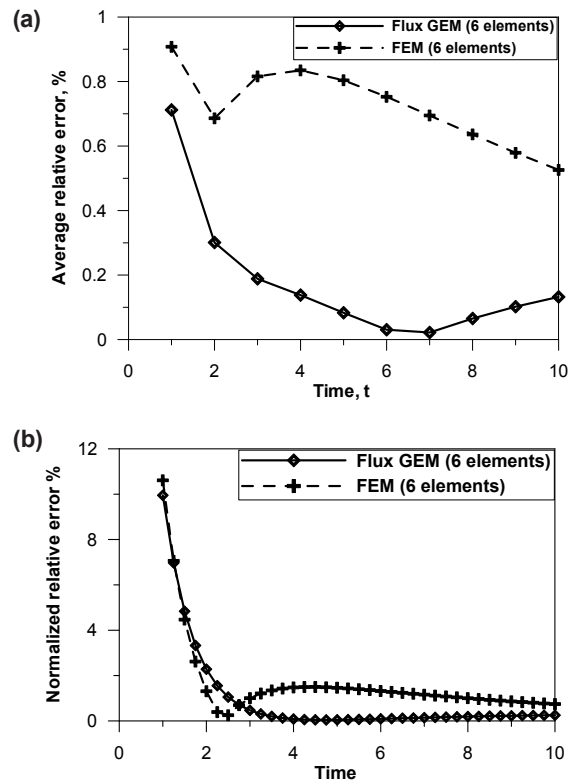 (a)
Flux GEM (6 elements)
FEM (6 elements)
Average relative error, %
1
0.8
0.6
0.4
0.2
0
0
2
4
6
8
10
Time, t
(b)
Flux GEM (6 elements)
FEM (6 elements)
Normalized relative error %
12
8
4
0
0
2
4
6
8
10
Time